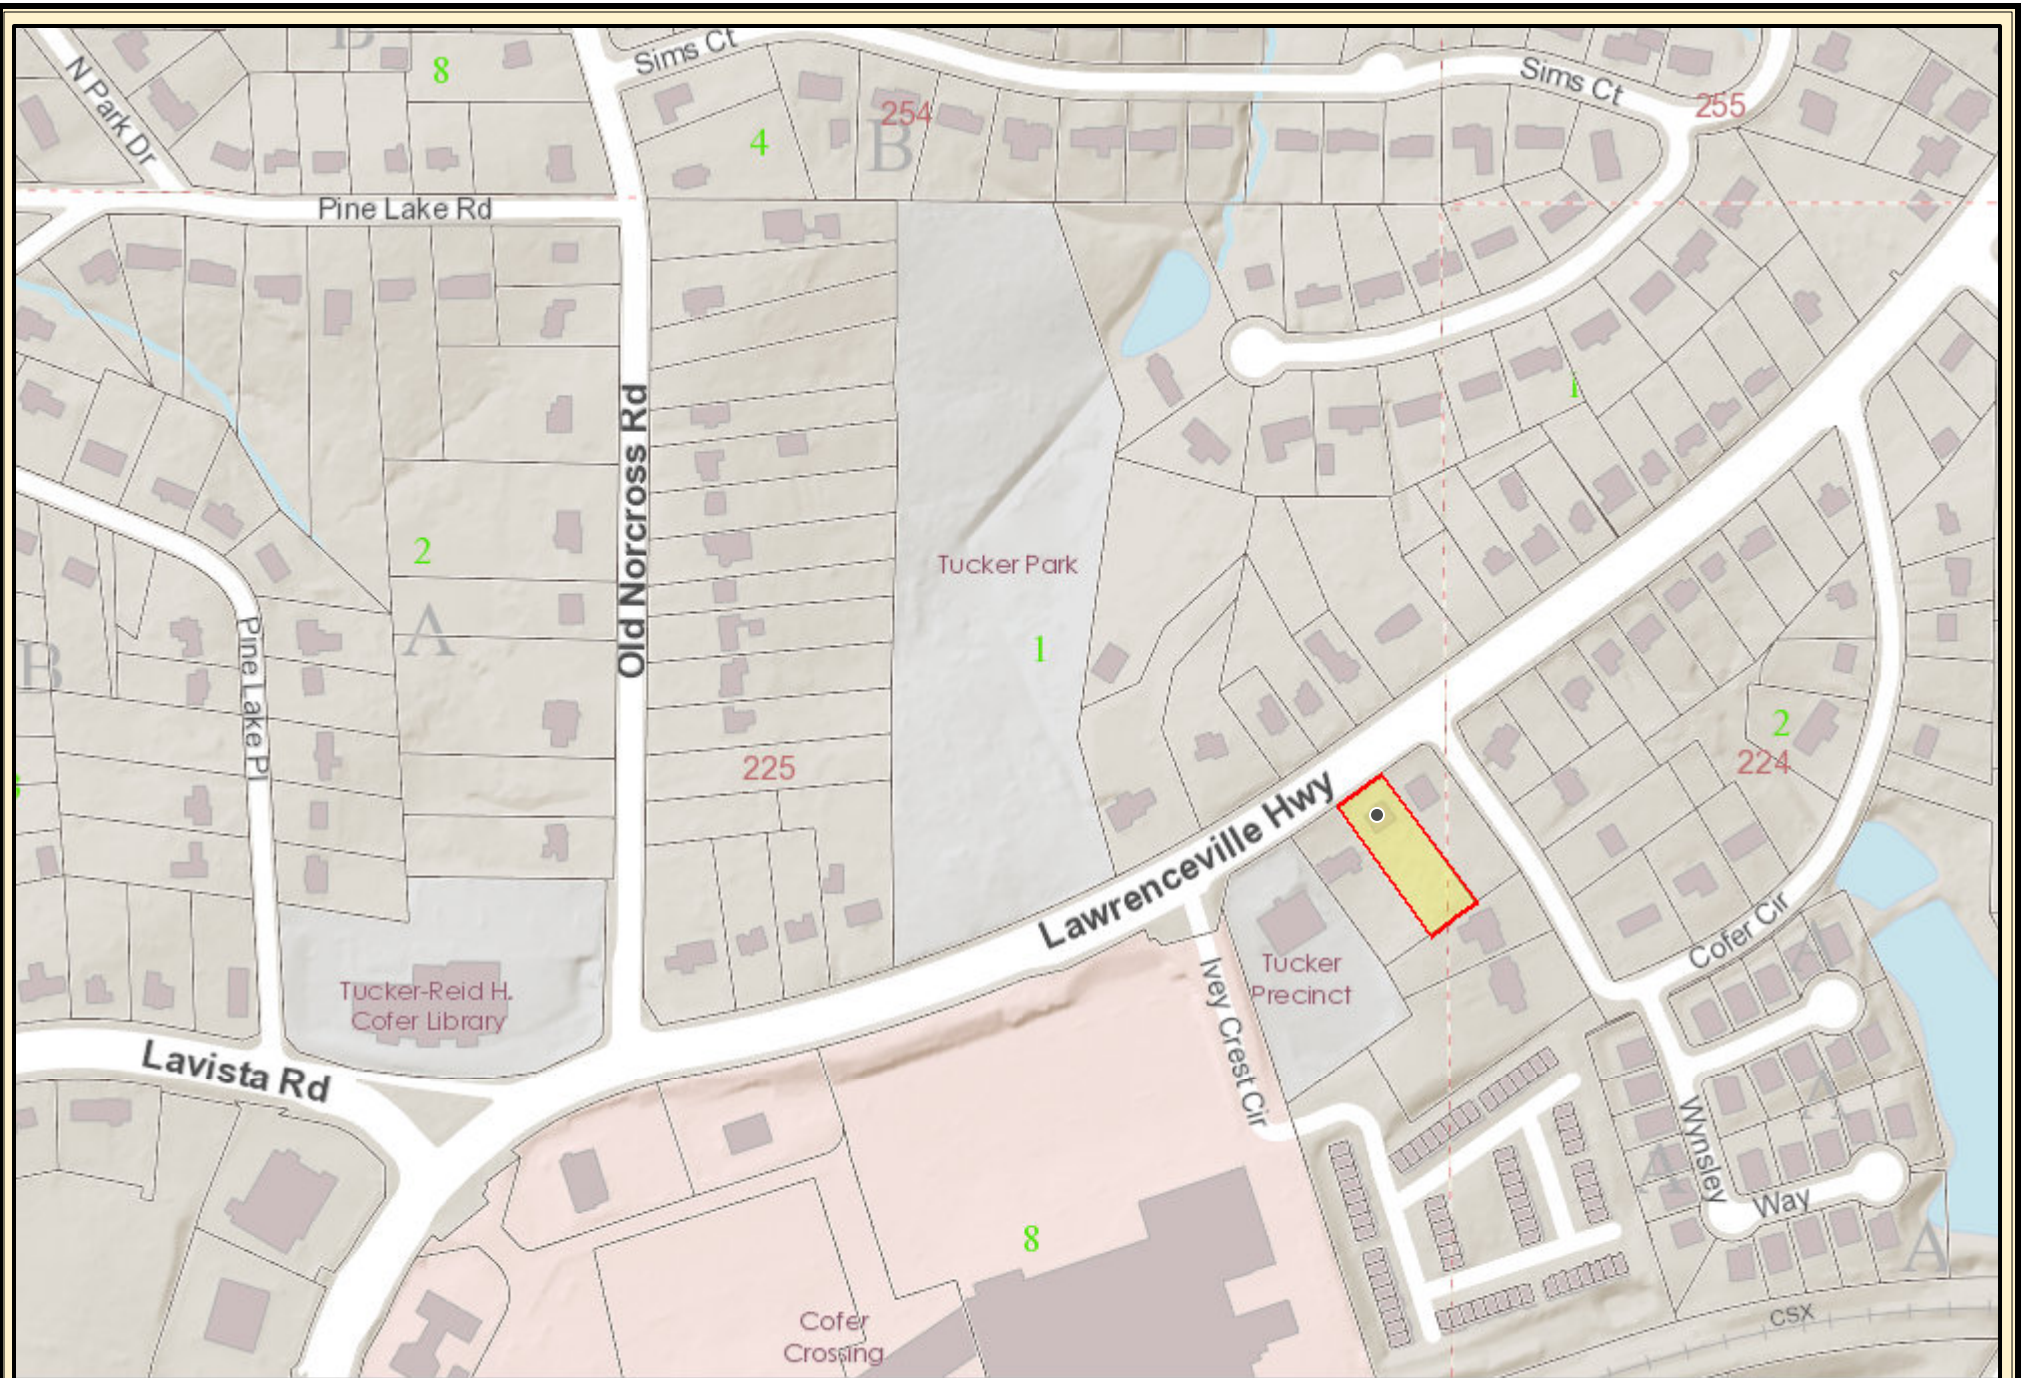 B
Sims Ct
8
N Park Dr
Sims Ct
254
255
4
B
Pine Lake Rd
1
Old Norcross Rd
2
Tucker Park
A
B
1
Pine Lake Pl
2
225
224
Lawrenceville Hwy
Lavista Rd
Tucker-Reid H.
Cofer Library
Ivey Crest Cir
Tucker
Precinct
Cofer Cir
A
A
Wynsley
Way
A
A
8
Cofer
Crossing
CSX